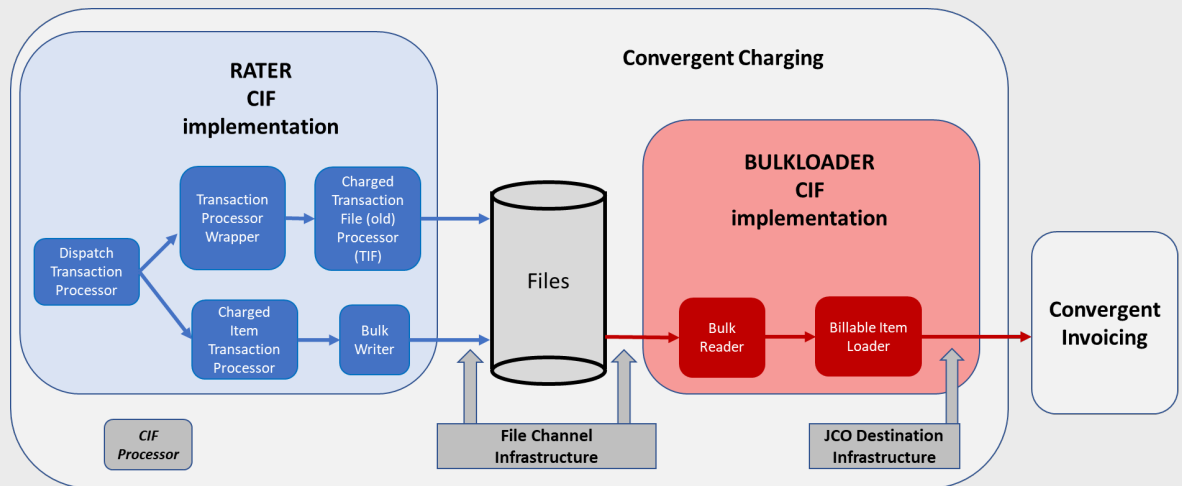 RATER
CIF
implementation
Convergent Charging
Transaction
Processor
Wrapper
Charged
Transaction
File (old)
Processor
(TIF)
Dispatch
Transaction
Processor
Charged
Item
Transaction
Processor
Bulk
Writer
Files
BULKLOADER
CIF
implementation
Bulk
Reader
Billable Item
Loader
Convergent
Invoicing
CIF
Processor
File Channel
Infrastructure
JCO Destination
Infrastructure